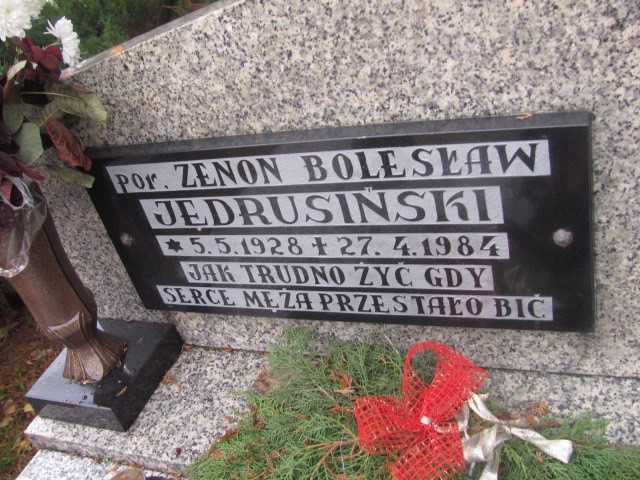 por. ZENON BOLESŁAW
JĘDRUSIŃSKI
* 5.5.1928 + 27.4.1984
JAK TRUDNO ŻYĆ GDY
SERCE MĘŻA PRZESTAŁO BIĆ